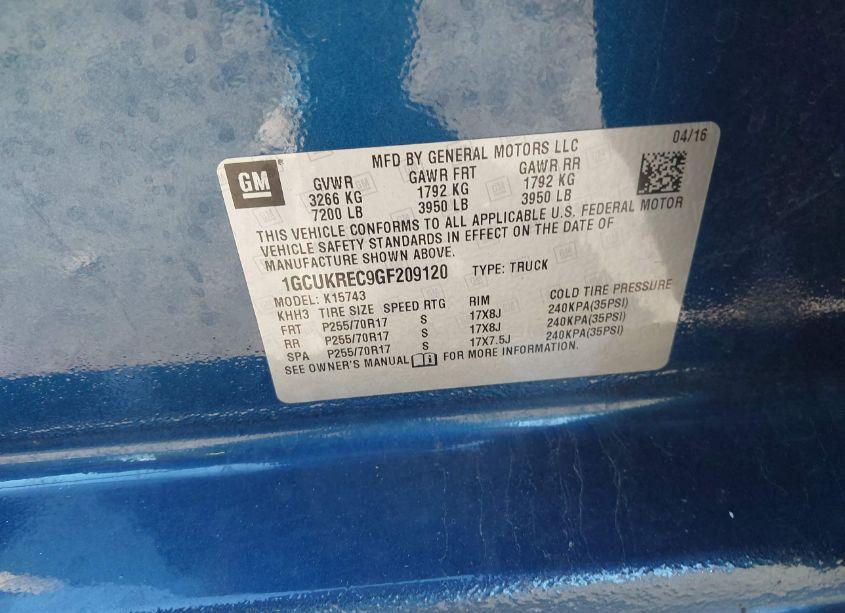 04/16
MFD BY GENERAL MOTORS LLC
GM
GVWR GAWR FRT GAWR RR
3266 KG 1792 KG 1792 KG
7200 LB 3950 LB 3950 LB
THIS VEHICLE CONFORMS TO ALL APPLICABLE U.S. FEDERAL MOTOR
VEHICLE SAFETY STANDARDS IN EFFECT ON THE DATE OF
MANUFACTURE SHOWN ABOVE.
1GCUKREC9GF209120 TYPE: TRUCK
MODEL: K15743
KHH3 TIRE SIZE SPEED RTG RIM COLD TIRE PRESSURE
FRT P255/70R17 S 17X8J 240KPA(35PSI)
RR P255/70R17 S 17X8J 240KPA(35PSI)
SPA P255/70R17 S 17X7.5J 240KPA(35PSI)
SEE OWNER'S MANUAL FOR MORE INFORMATION.